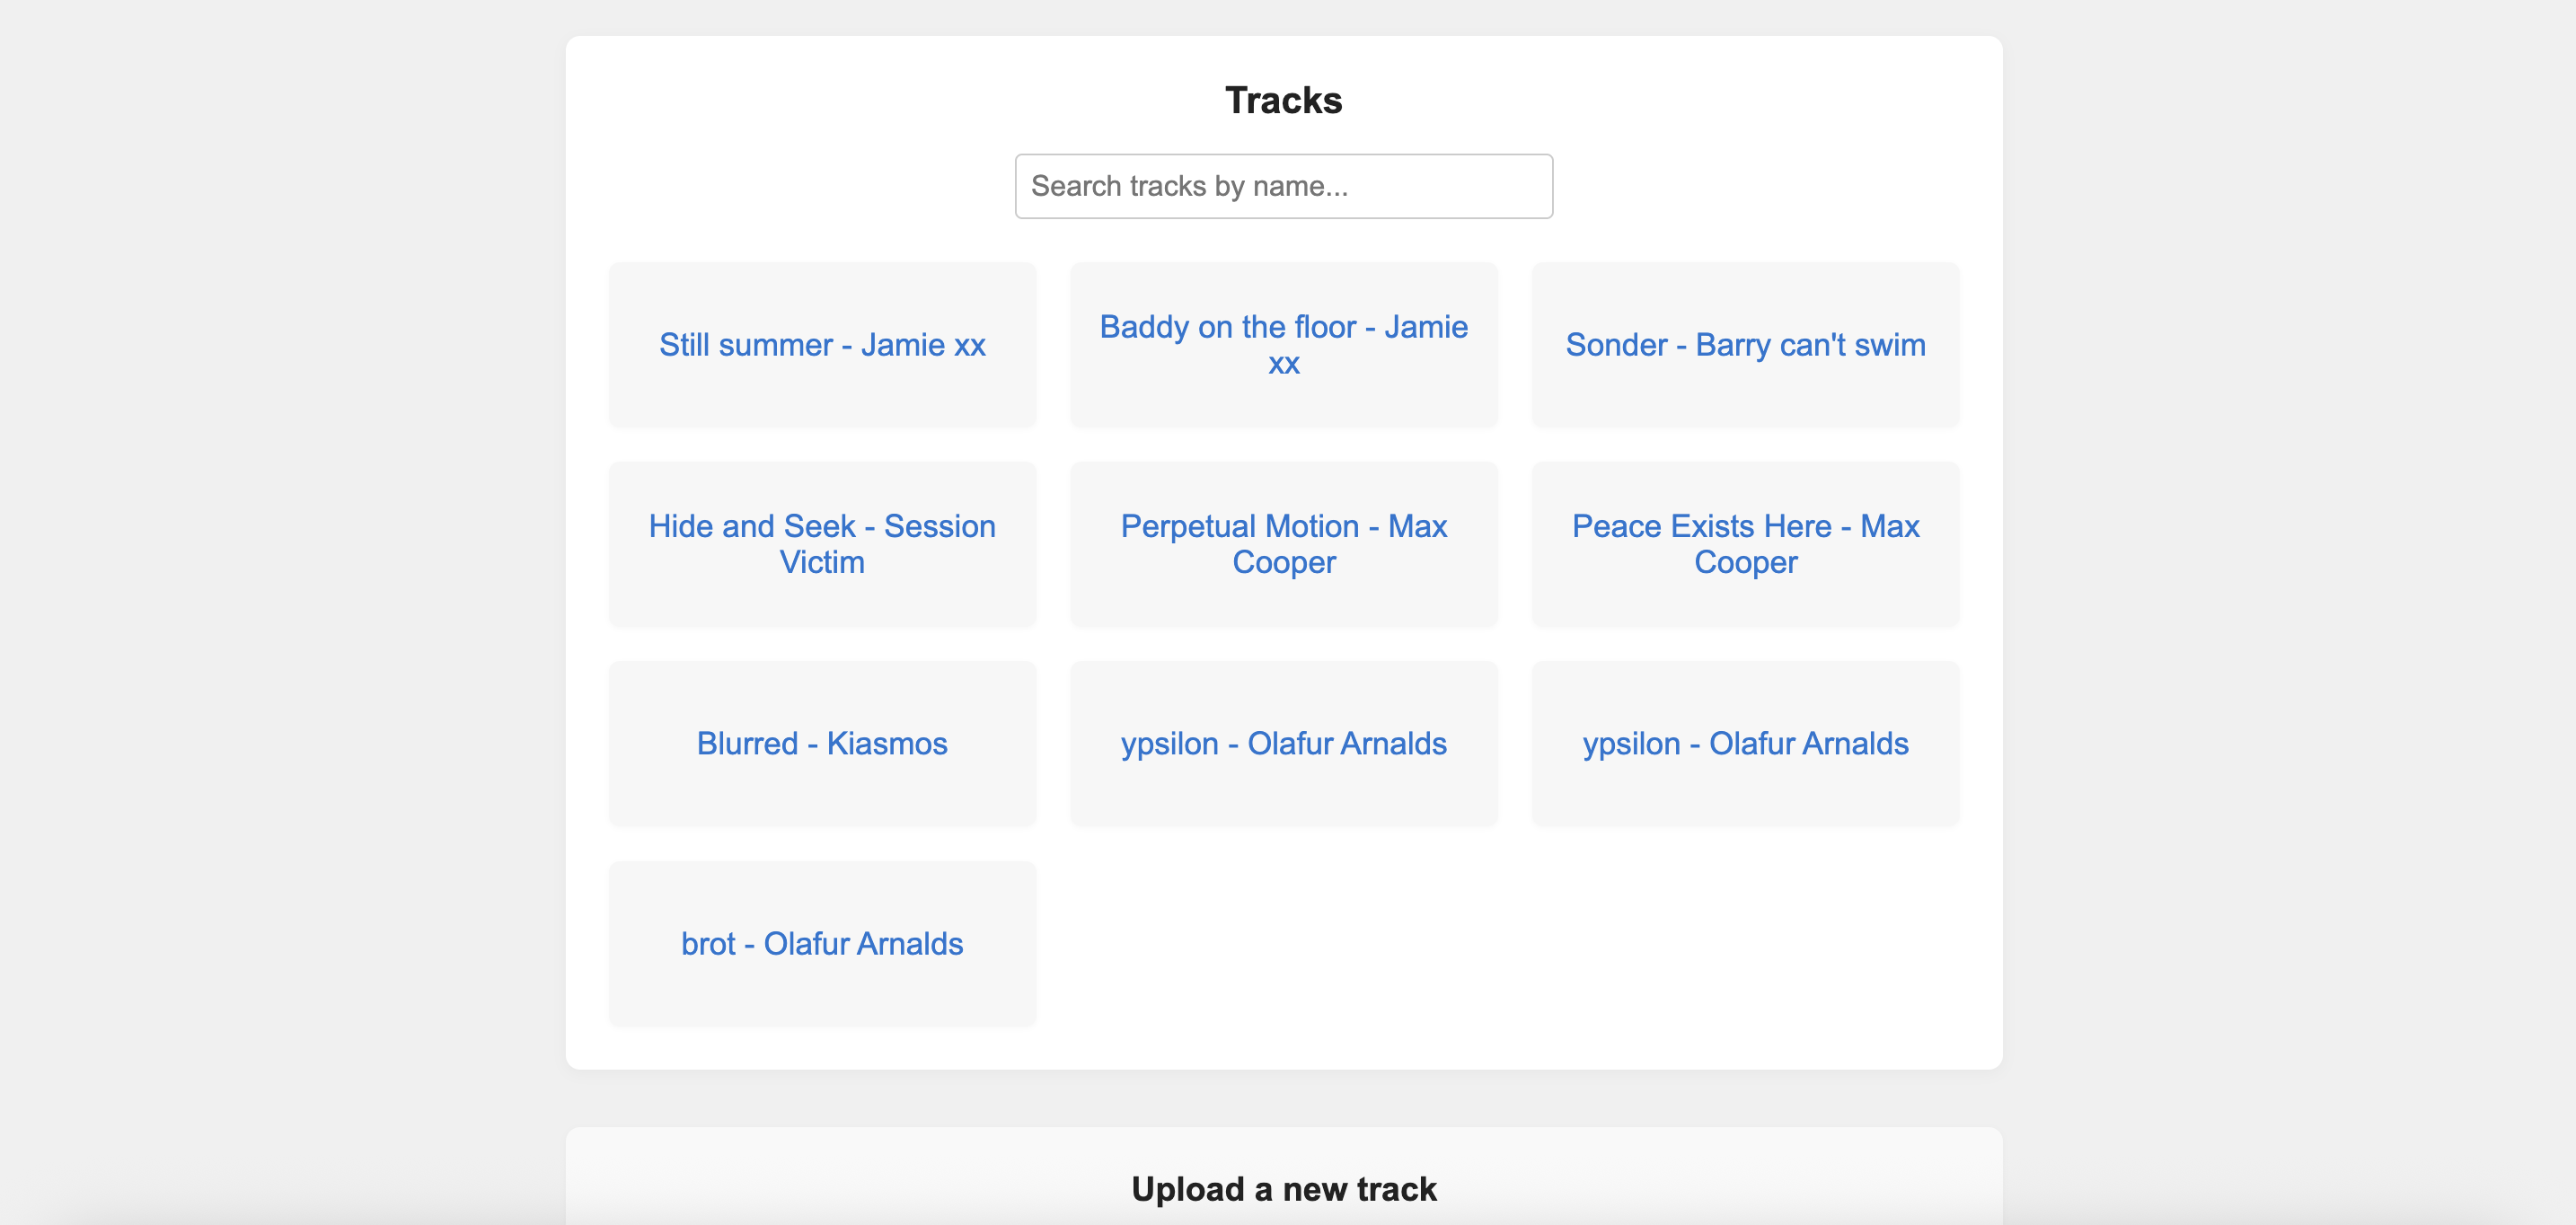 Tracks
Search tracks by name...
Still summer - Jamie xx
Baddy on the floor - Jamie
xx
Sonder - Barry can't swim
Hide and Seek - Session
Victim
Perpetual Motion - Max
Cooper
Peace Exists Here - Max
Cooper
Blurred - Kiasmos
ypsilon - Olafur Arnalds
ypsilon - Olafur Arnalds
brot - Olafur Arnalds
Upload a new track